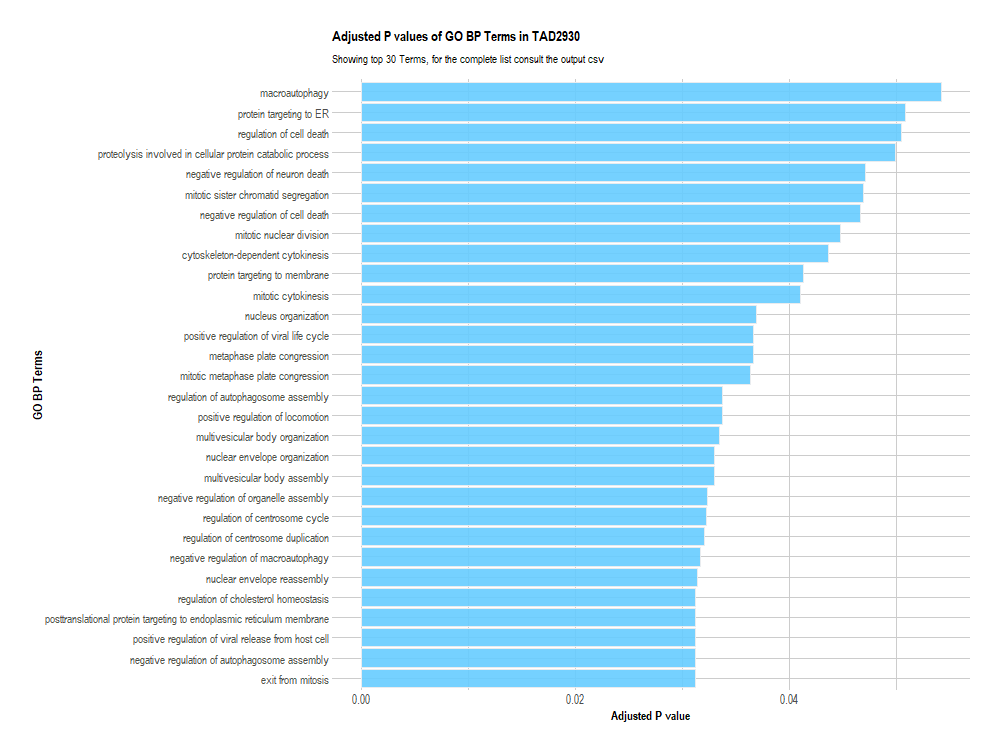 Adjusted P values of GO BP Terms in TAD2930
Showing top 30 Terms, for the complete list consult the output csv
GO BP Terms
macroautophagy
protein targeting to ER
regulation of cell death
proteolysis involved in cellular protein catabolic process
negative regulation of neuron death
mitotic sister chromatid segregation
negative regulation of cell death
mitotic nuclear division
cytoskeleton-dependent cytokinesis
protein targeting to membrane
mitotic cytokinesis
nucleus organization
positive regulation of viral life cycle
metaphase plate congression
mitotic metaphase plate congression
regulation of autophagosome assembly
positive regulation of locomotion
multivesicular body organization
nuclear envelope organization
multivesicular body assembly
negative regulation of organelle assembly
regulation of centrosome cycle
regulation of centrosome duplication
negative regulation of macroautophagy
nuclear envelope reassembly
regulation of cholesterol homeostasis
posttranslational protein targeting to endoplasmic reticulum membrane
positive regulation of viral release from host cell
negative regulation of autophagosome assembly
exit from mitosis
0.00 0.02 0.04
Adjusted P value